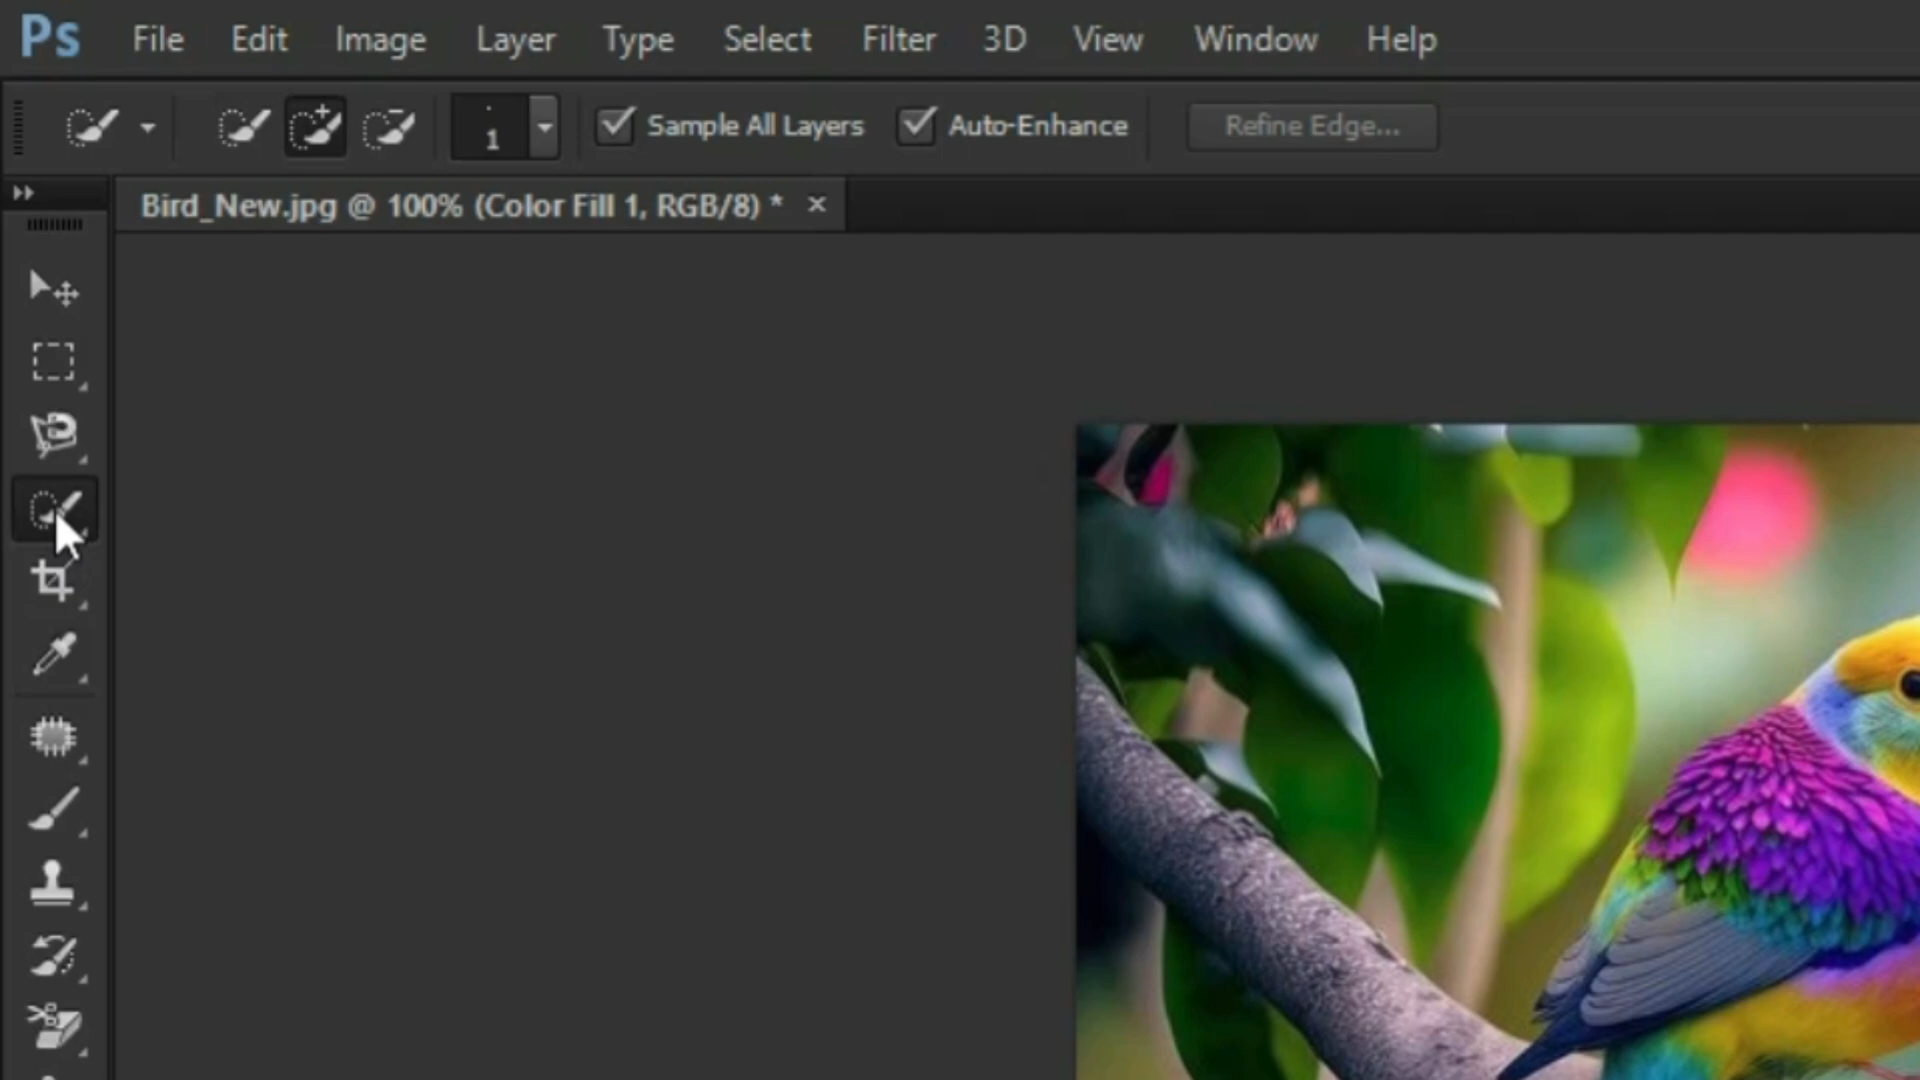 Ps File Edit Image Layer Type Select Filter 3D View Window Help
1 Sample All Layers Auto-Enhance Refine Edge...
Bird_New.jpg @ 100% (Color Fill 1, RGB/8) * ×